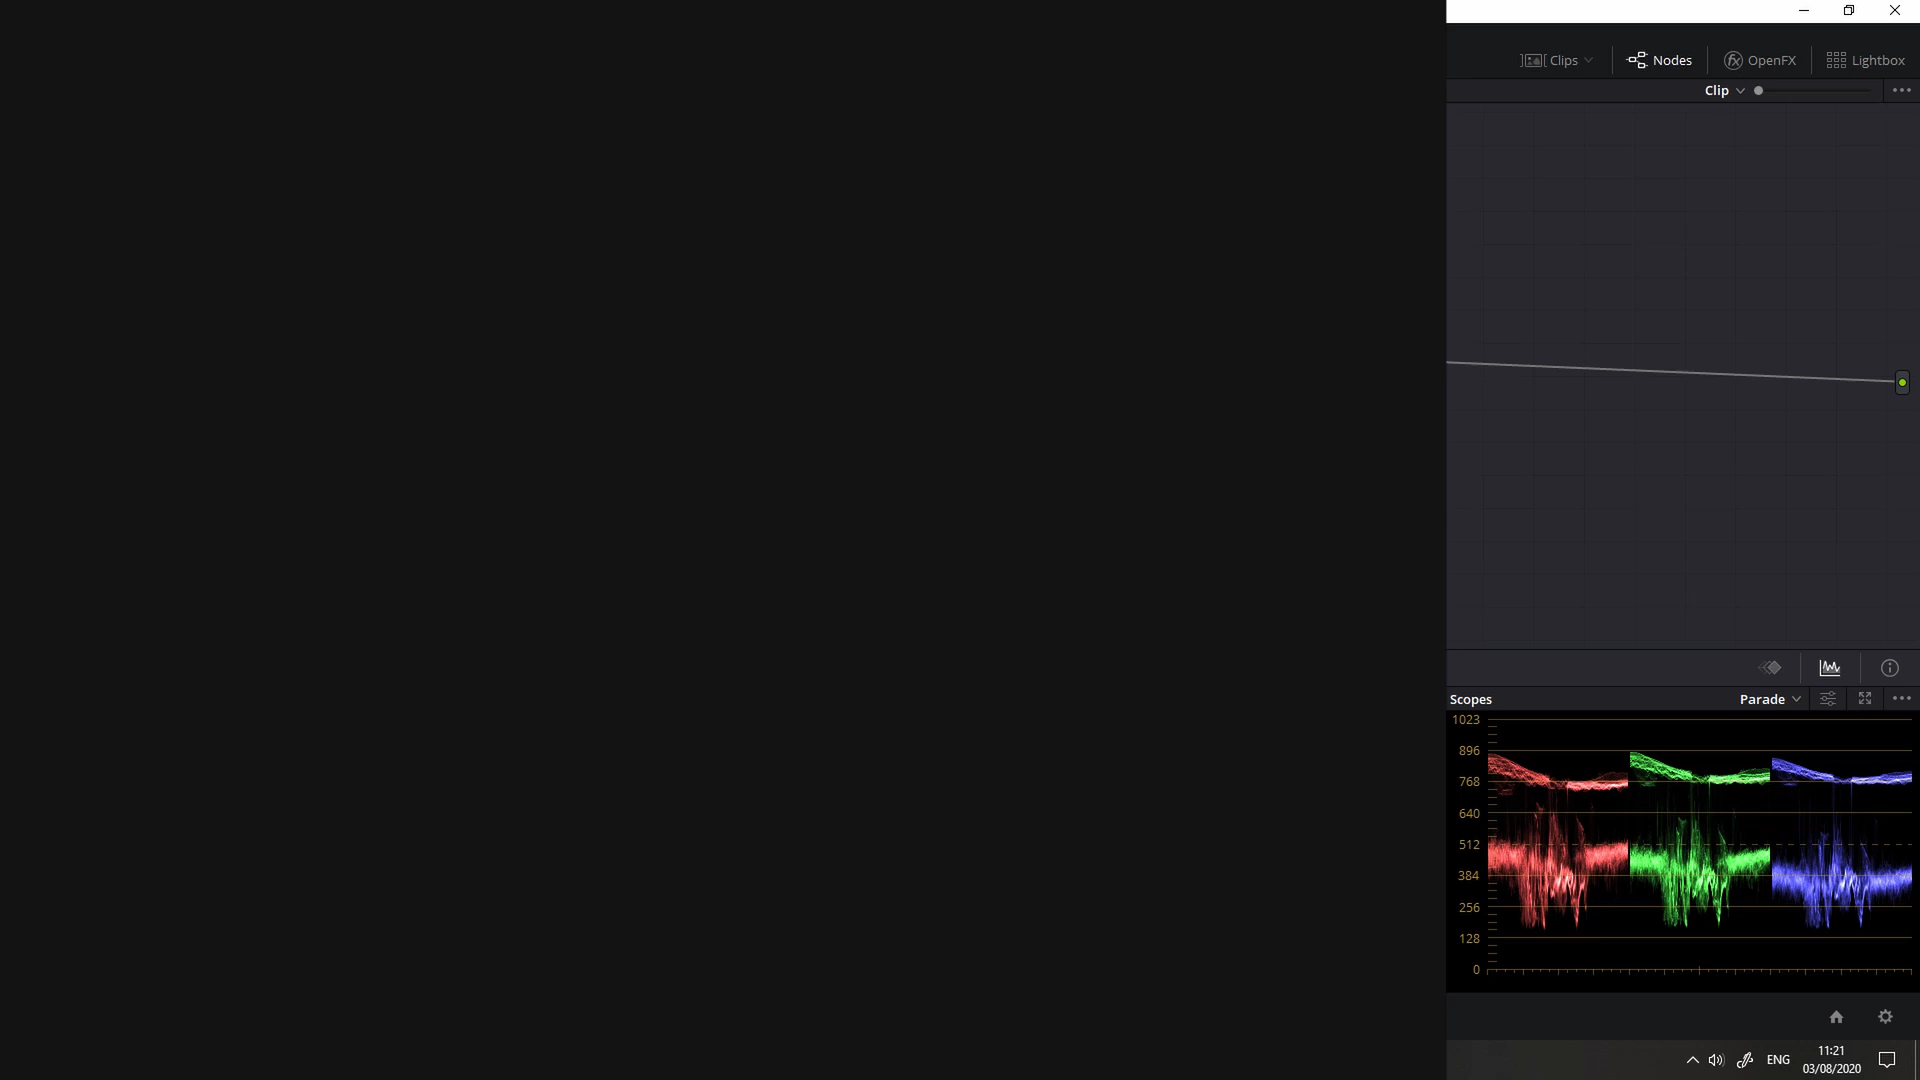 Clips Nodes OpenFX Lightbox
Clip
Scopes Parade
1023
896
768
640
512
384
256
128
0
ENG 11:21
03/08/2020